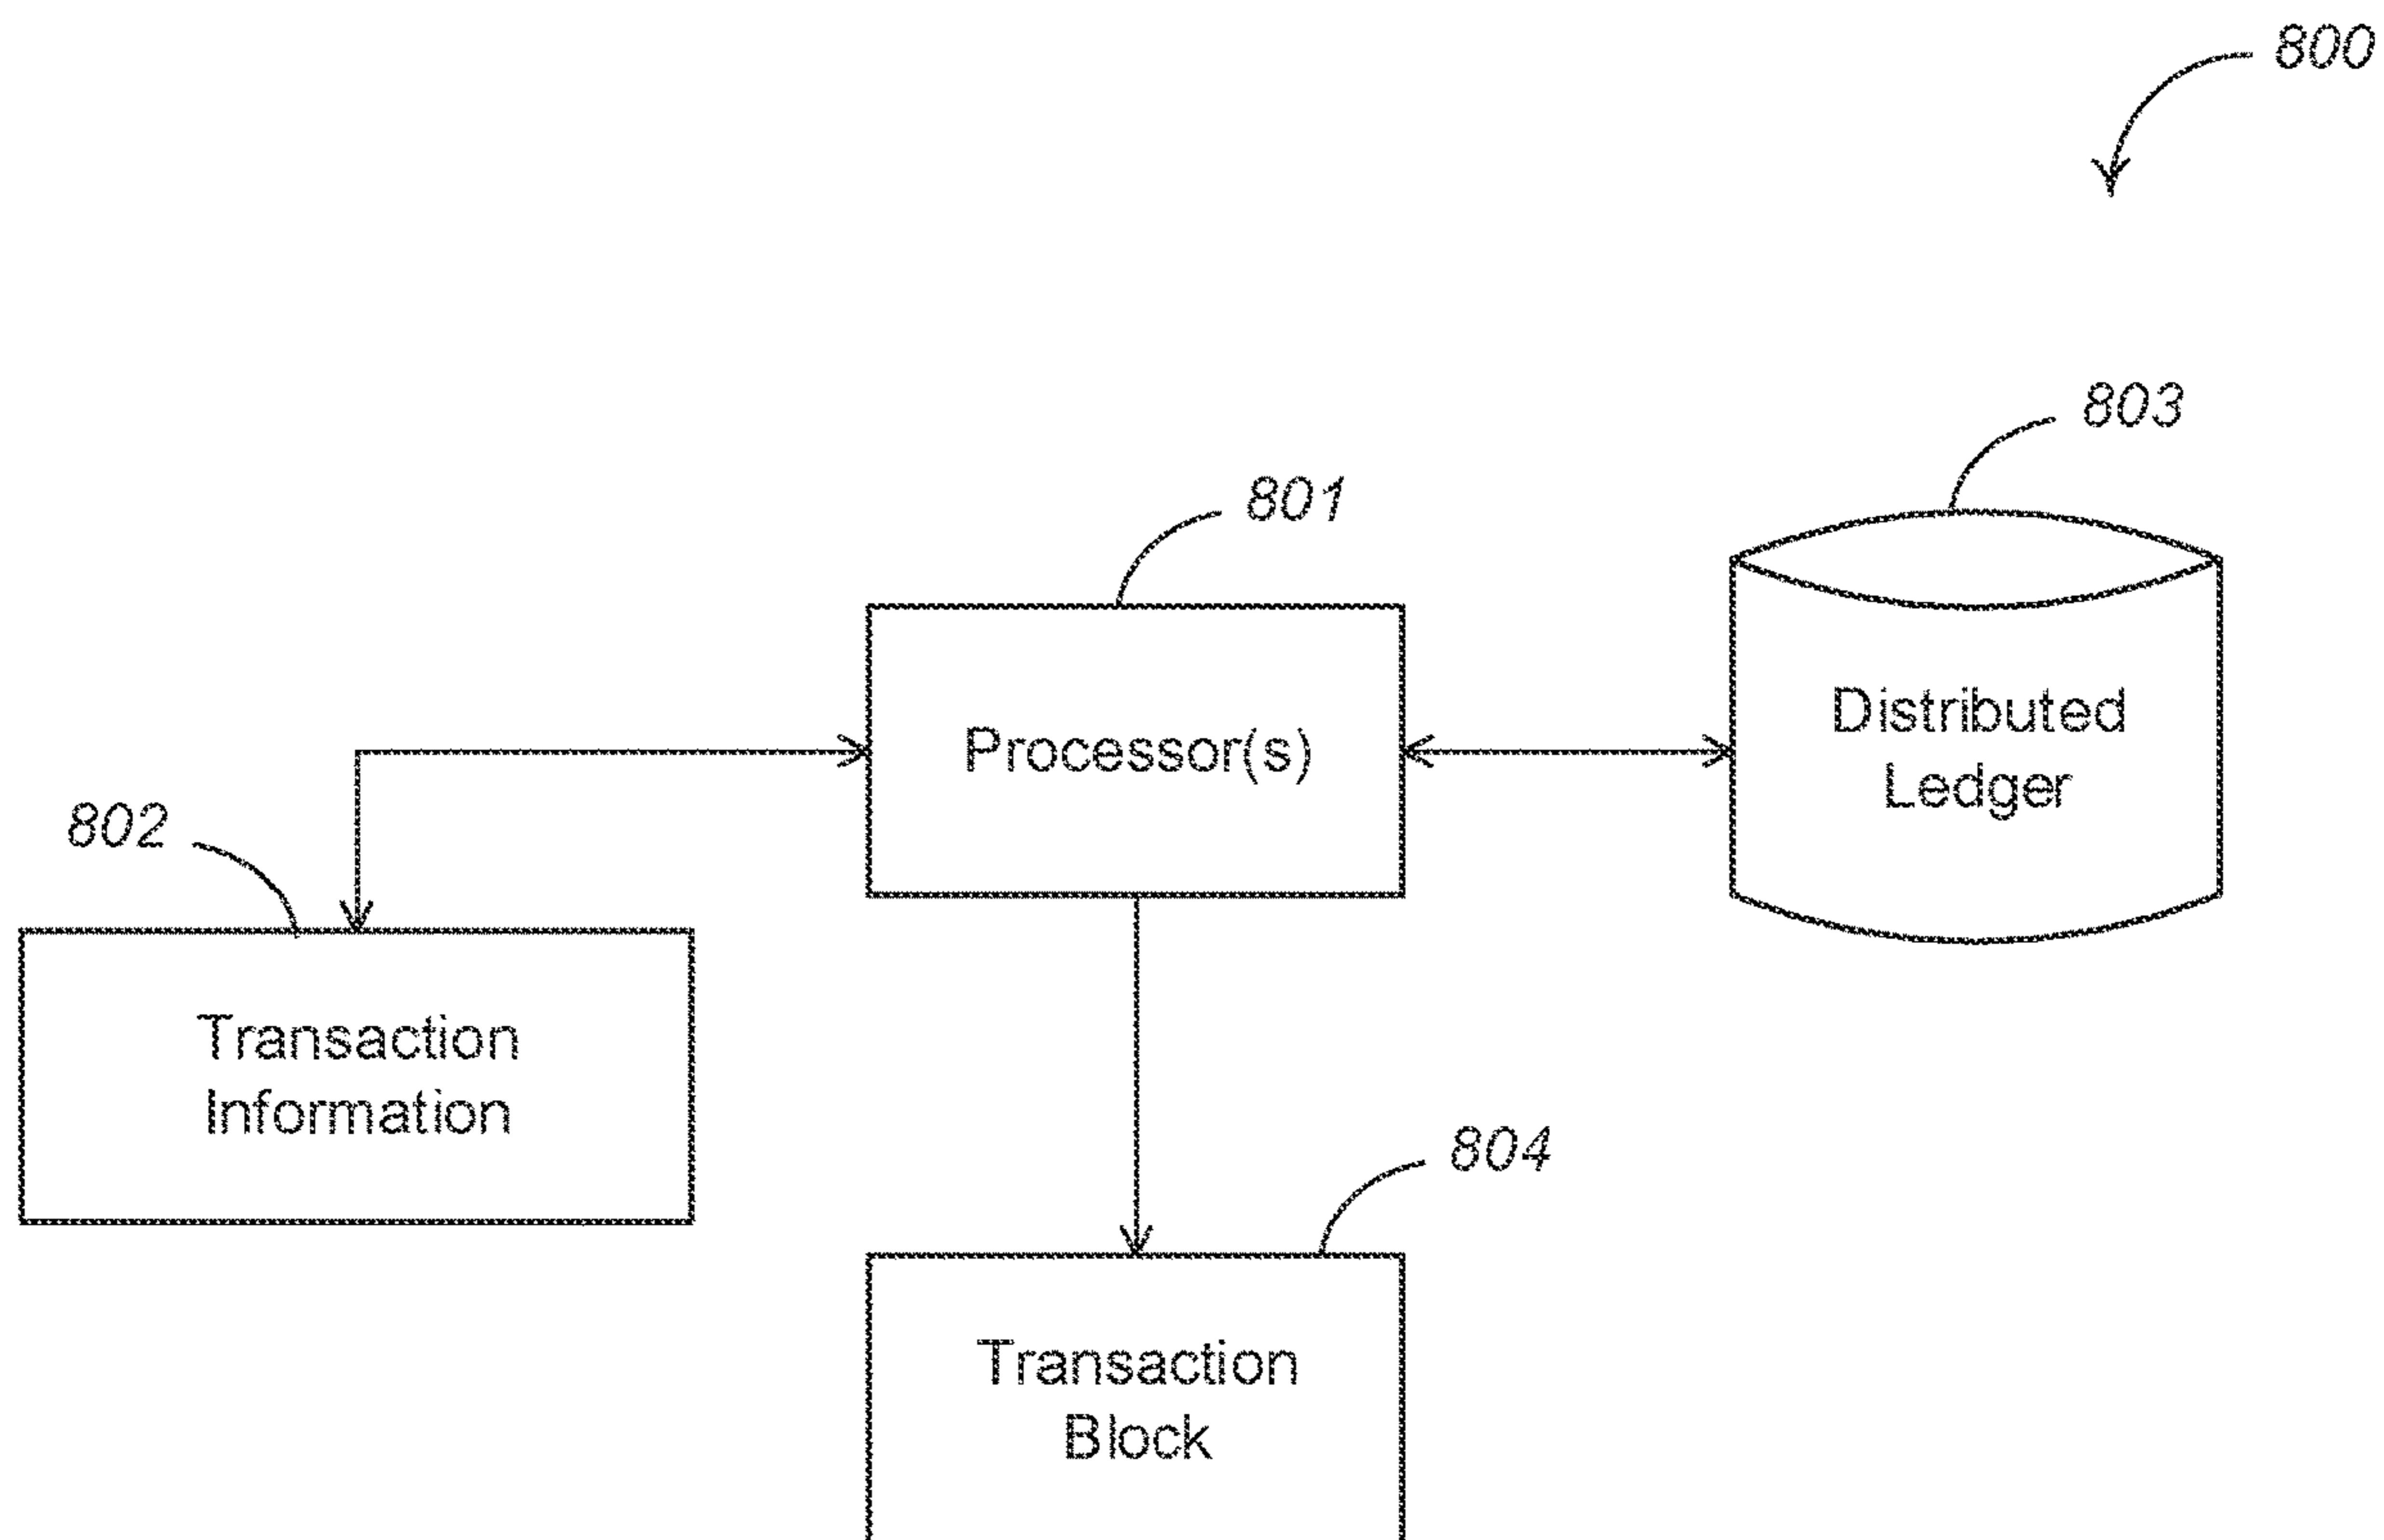 800
803
801
Processor(s)
Distributed
Ledger
802
Transaction
Information
804
Transaction
Block